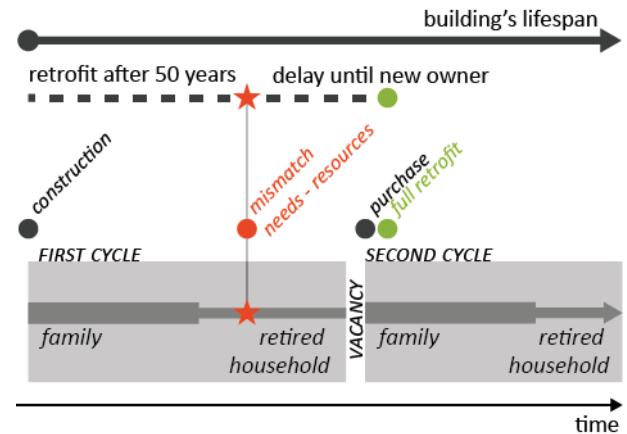 building's lifespan
retrofit after 50 years
delay until new owner
construction
mismatch
needs - resources
purchase
full retrofit
FIRST CYCLE
SECOND CYCLE
VACANCY
family
retired
household
family
retired
household
time